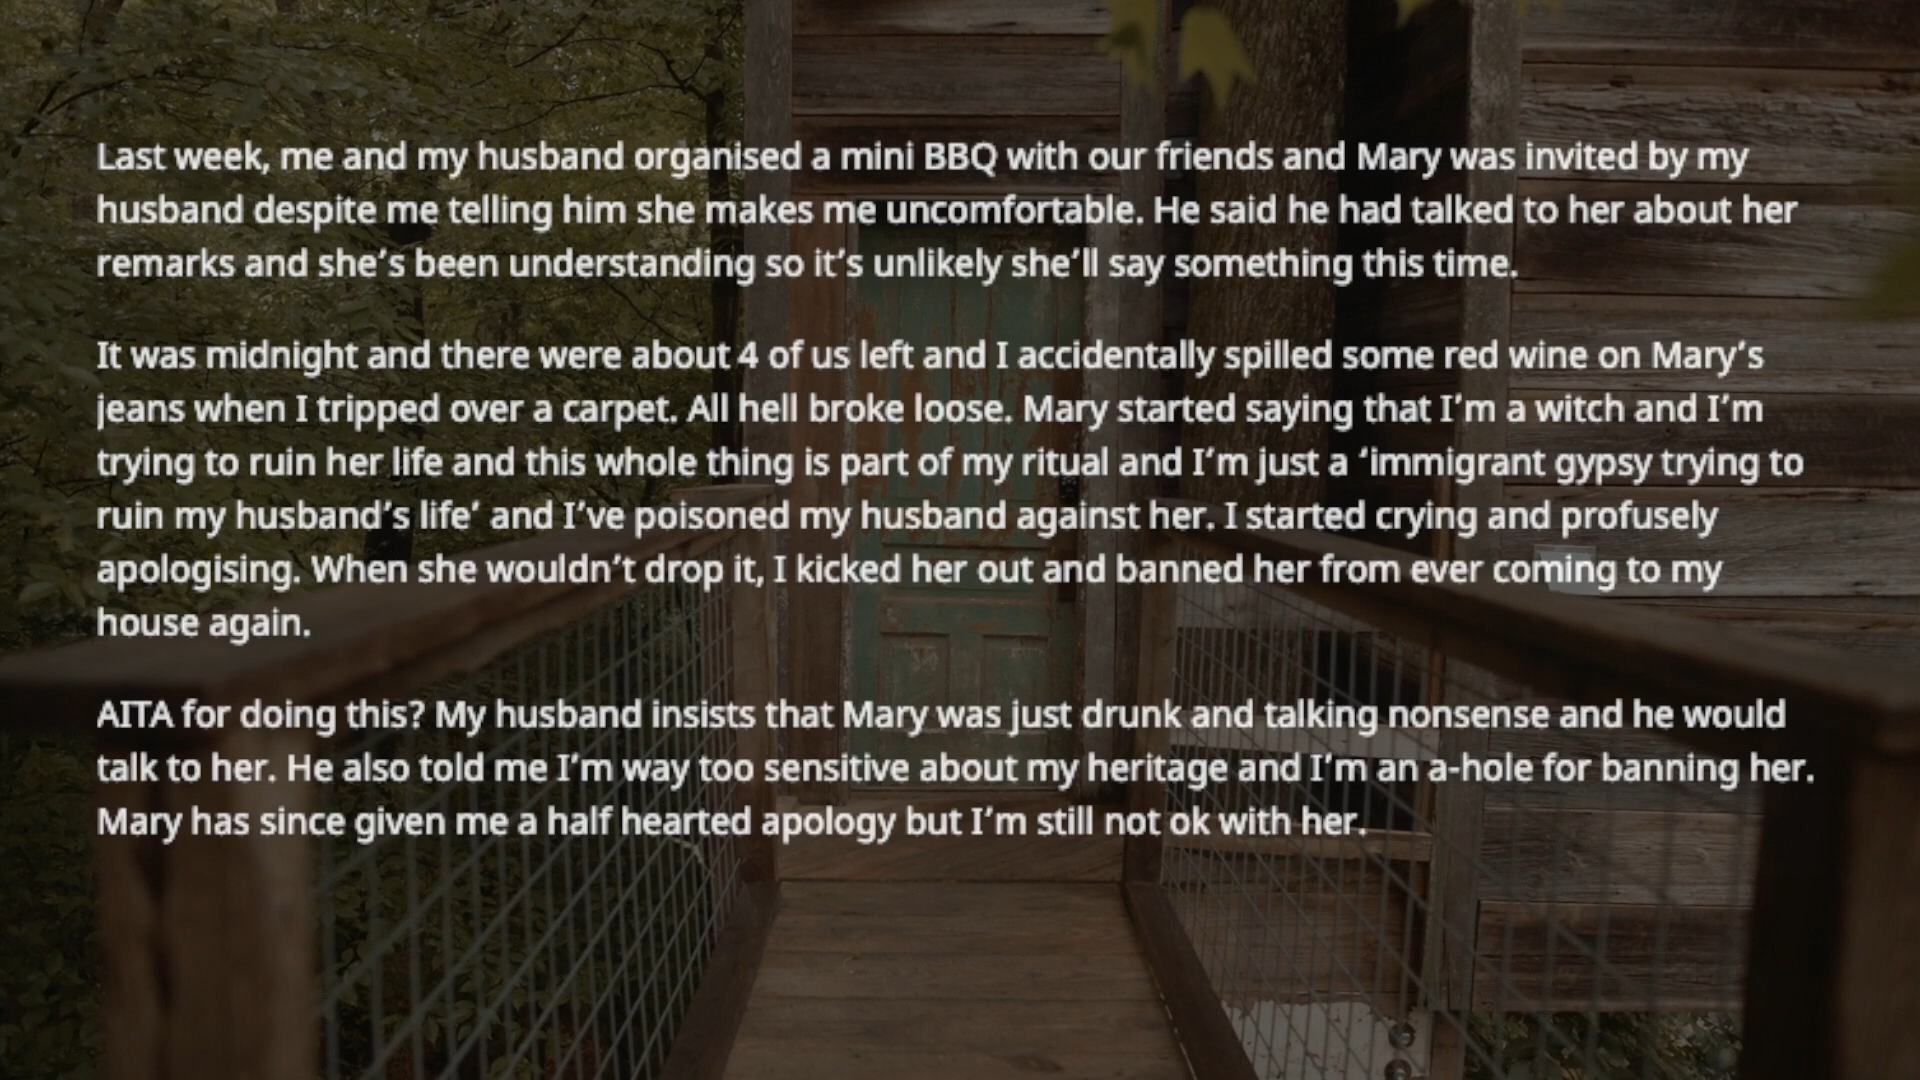 Last week, me and my husband organised a mini BBQ with our friends and Mary was invited by my
husband despite me telling him she makes me uncomfortable. He said he had talked to her about her
remarks and she’s been understanding so it’s unlikely she’ll say something this time.
It was midnight and there were about 4 of us left and I accidentally spilled some red wine on Mary’s
jeans when I tripped over a carpet. All hell broke loose. Mary started saying that I’m a witch and I’m
trying to ruin her life and this whole thing is part of my ritual and I’m just a ‘immigrant gypsy trying to
ruin my husband’s life’ and I’ve poisoned my husband against her. I started crying and profusely
apologising. When she wouldn’t drop it, I kicked her out and banned her from ever coming to my
house again.
AITA for doing this? My husband insists that Mary was just drunk and talking nonsense and he would
talk to her. He also told me I’m way too sensitive about my heritage and I’m an a-hole for banning her.
Mary has since given me a half hearted apology but I’m still not ok with her.